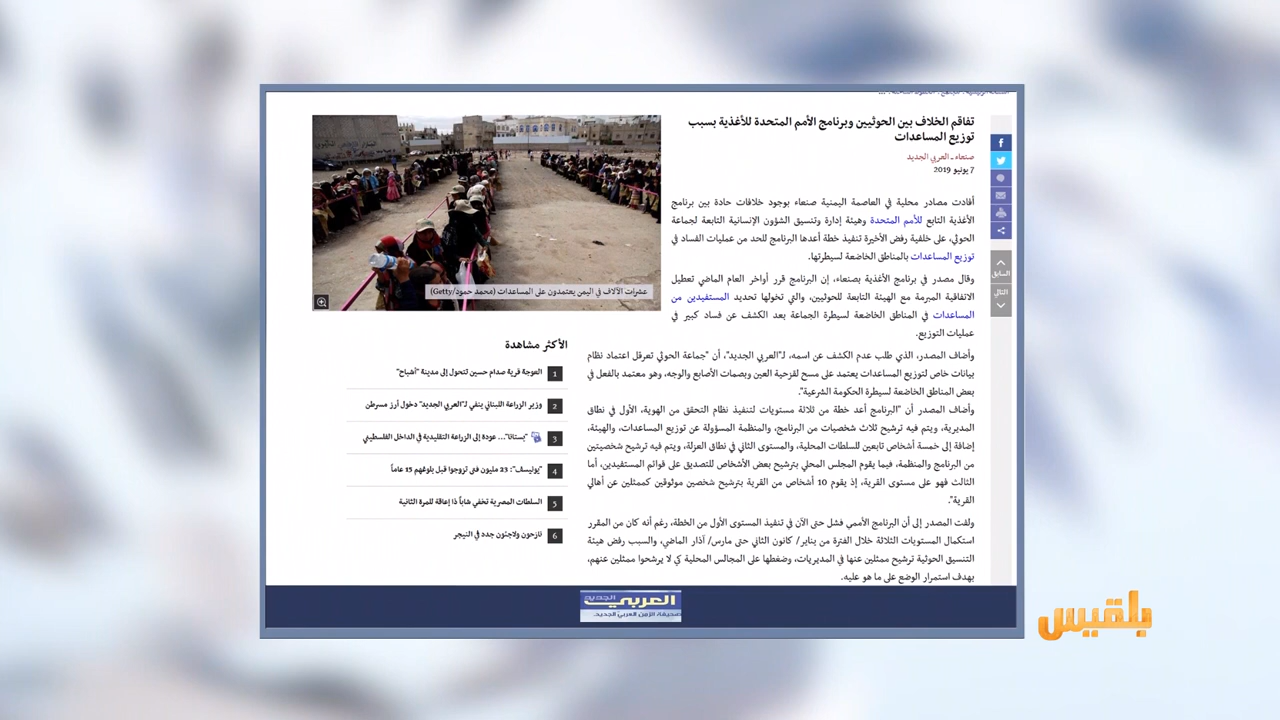 تفاقم الخلاف بين الحوثيين وبرنامج الأمم المتحدة للأغذية بسبب
توزيع المساعدات
صنعاء ـ العربي الجديد
7 يونيو 2019
أفادت مصادر محلية في العاصمة اليمنية صنعاء بوجود خلافات حادة بين برنامج
الأغذية التابع للأمم المتحدة وهيئة إدارة وتنسيق الشؤون الإنسانية التابعة لجماعة
الحوثي، على خلفية رفض الأخيرة تنفيذ خطة أعدها البرنامج للحد من عمليات الفساد في
توزيع المساعدات بالمناطق الخاضعة لسيطرتها.
وقال مصدر في برنامج الأغذية بصنعاء، إن البرنامج قرر أواخر العام الماضي تعطيل
الاتفاقية المبرمة مع الهيئة التابعة للحوثيين، والتي تخولها تحديد المستفيدين من
المساعدات في المناطق الخاضعة لسيطرة الجماعة بعد الكشف عن فساد كبير في
عمليات التوزيع.
وأضاف المصدر، الذي طلب عدم الكشف عن اسمه، لـ"العربي الجديد"، أن "جماعة الحوثي تعرقل اعتماد نظام
بيانات خاص لتوزيع المساعدات يعتمد على مسح لقزحية العين وبصمات الأصابع والوجه، وهو معتمد بالفعل في
بعض المناطق الخاضعة لسيطرة الحكومة الشرعية".
وأضاف المصدر أن "البرنامج أعد خطة من ثلاثة مستويات لتنفيذ نظام التحقق من الهوية، الأول في نطاق
المديرية، ويتم فيه ترشيح ثلاث شخصيات من البرنامج، والمنظمة المسؤولة عن توزيع المساعدات، والهيئة،
إضافة إلى خمسة أشخاص تابعين للسلطات المحلية، والمستوى الثاني في نطاق العزلة، ويتم فيه ترشيح شخصيتين
من البرنامج والمنظمة، فيما يقوم المجلس المحلي بترشيح بعض الأشخاص للتصديق على قوائم المستفيدين، أما
الثالث فهو على مستوى القرية، إذ يقوم 10 أشخاص من القرية بترشيح شخصين موثوقين كممثلين عن أهالي
القرية".
ولفت المصدر إلى أن البرنامج الأممي فشل حتى الآن في تنفيذ المستوى الأول من الخطة، رغم أنه كان من المقرر
استكمال المستويات الثلاثة خلال الفترة من يناير/ كانون الثاني حتى مارس/ آذار الماضي، والسبب رفض هيئة
التنسيق الحوثية ترشيح ممثلين عنها في المديريات، وضغطها على المجالس المحلية كي لا يرشحوا ممثلين عنهم،
بهدف استمرار الوضع على ما هو عليه.
السابق
التالي
عشرات الآلاف في اليمن يعتمدون على المساعدات (محمد حمود/Getty)
الأكثر مشاهدة
1 العوجة قرية صدام حسين تتحول إلى مدينة "أشباح"
2 وزير الزراعة اللبناني ينفي لـ"العربي الجديد" دخول أرز مسرطن
3 "بستانا"... عودة إلى الزراعة التقليدية في الداخل الفلسطيني
4 "يونيسف": 23 مليون فتى تزوجوا قبل بلوغهم 15 عاماً
5 السلطات المصرية تخفي شاباً ذا إعاقة للمرة الثانية
6 نازحون ولاجئون جدد في النيجر
العربي الجديد
صحيفة الزمن العربي الجديد.
بلقيس